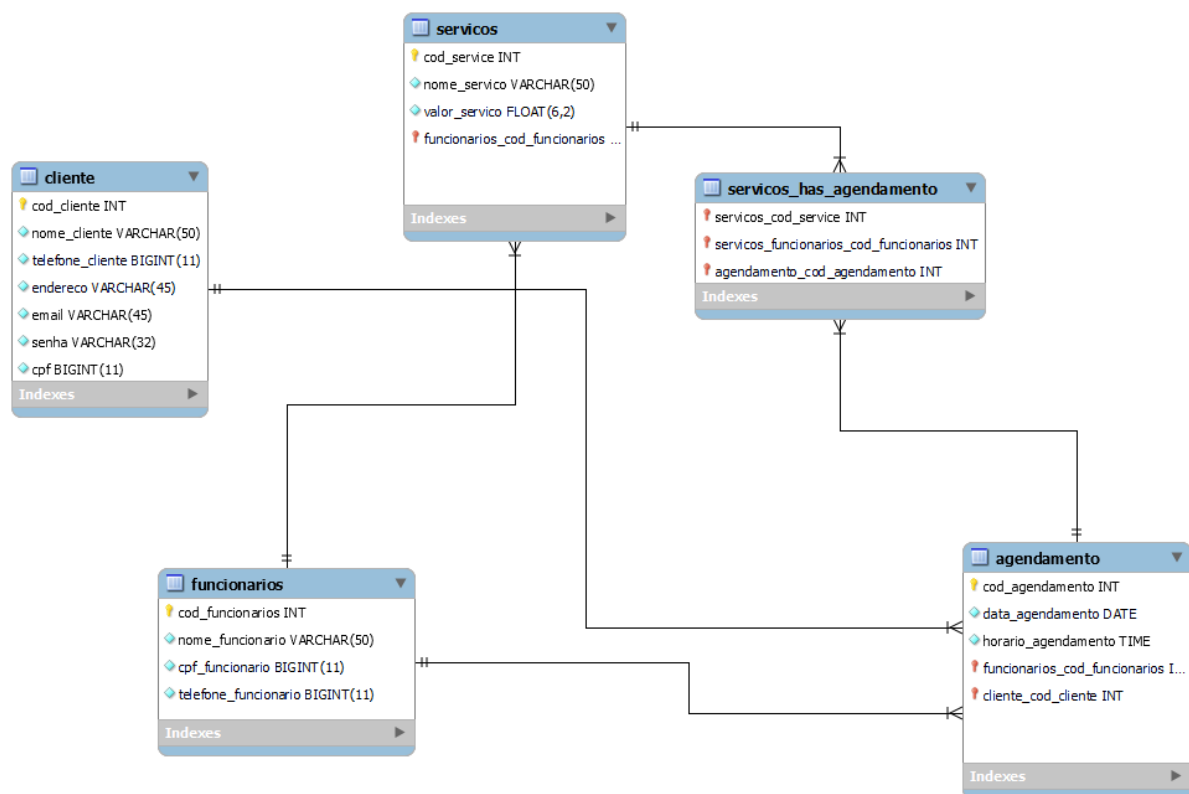 servicos
cod_service INT
nome_servico VARCHAR(50)
valor_servico FLOAT(6,2)
funcionarios_cod_funcionarios ...
Indexes
cliente
cod_cliente INT
nome_cliente VARCHAR(50)
telefone_cliente BIGINT(11)
endereco VARCHAR(45)
email VARCHAR(45)
senha VARCHAR(32)
cpf BIGINT(11)
Indexes
servicos_has_agendamento
servicos_cod_service INT
servicos_funcionarios_cod_funcionarios INT
agendamento_cod_agendamento INT
Indexes
funcionarios
cod_funcionarios INT
nome_funcionario VARCHAR(50)
cpf_funcionario BIGINT(11)
telefone_funcionario BIGINT(11)
Indexes
agendamento
cod_agendamento INT
data_agendamento DATE
horario_agendamento TIME
funcionarios_cod_funcionarios I...
cliente_cod_cliente INT
Indexes